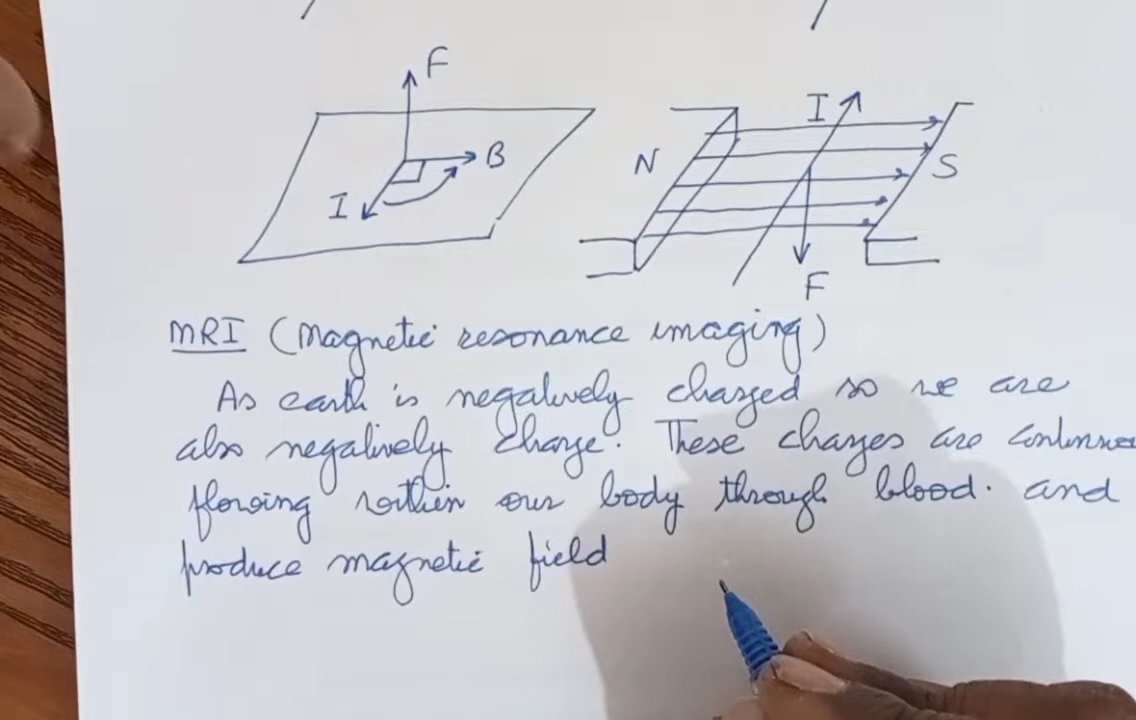 F
B
I
N
I
S
F
MRI (Magnetic resonance imaging)
As earth is negatively charged so we are
also negatively charge. These charges are
flowing within our body through blood. and
produce magnetic field